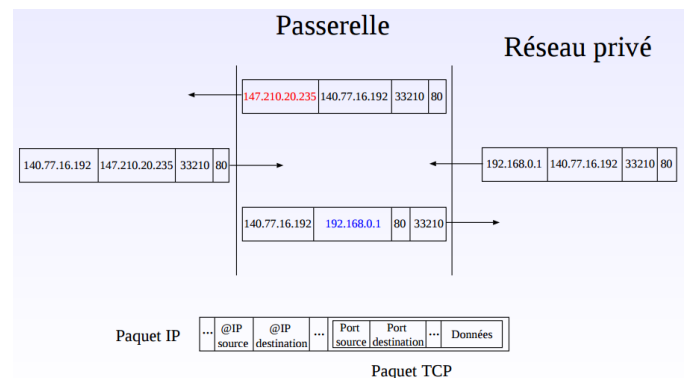 Passerelle
Réseau privé
147.210.20.235 140.77.16.192 33210 80
140.77.16.192 147.210.20.235 33210 80
192.168.0.1 140.77.16.192 33210 80
140.77.16.192 192.168.0.1 80 33210
Paquet IP
... @IP source @IP destination ... Port source Port destination ... Données
Paquet TCP